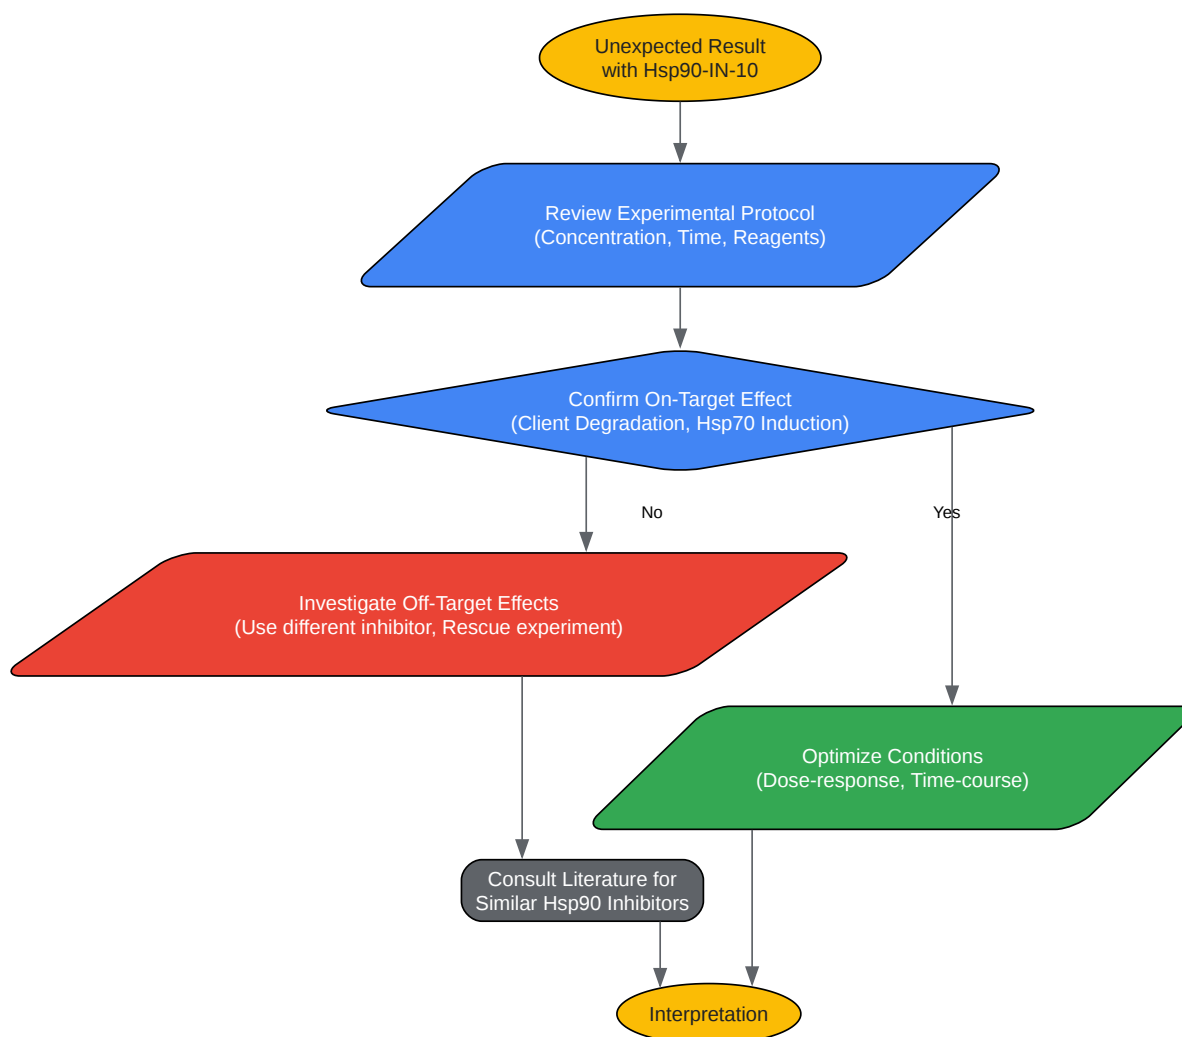 Unexpected Result
with Hsp90-IN-10
Review Experimental Protocol
(Concentration, Time, Reagents)
Confirm On-Target Effect
(Client Degradation, Hsp70 Induction)
No
Yes
Investigate Off-Target Effects
(Use different inhibitor, Rescue experiment)
Optimize Conditions
(Dose-response, Time-course)
Consult Literature for
Similar Hsp90 Inhibitors
Interpretation